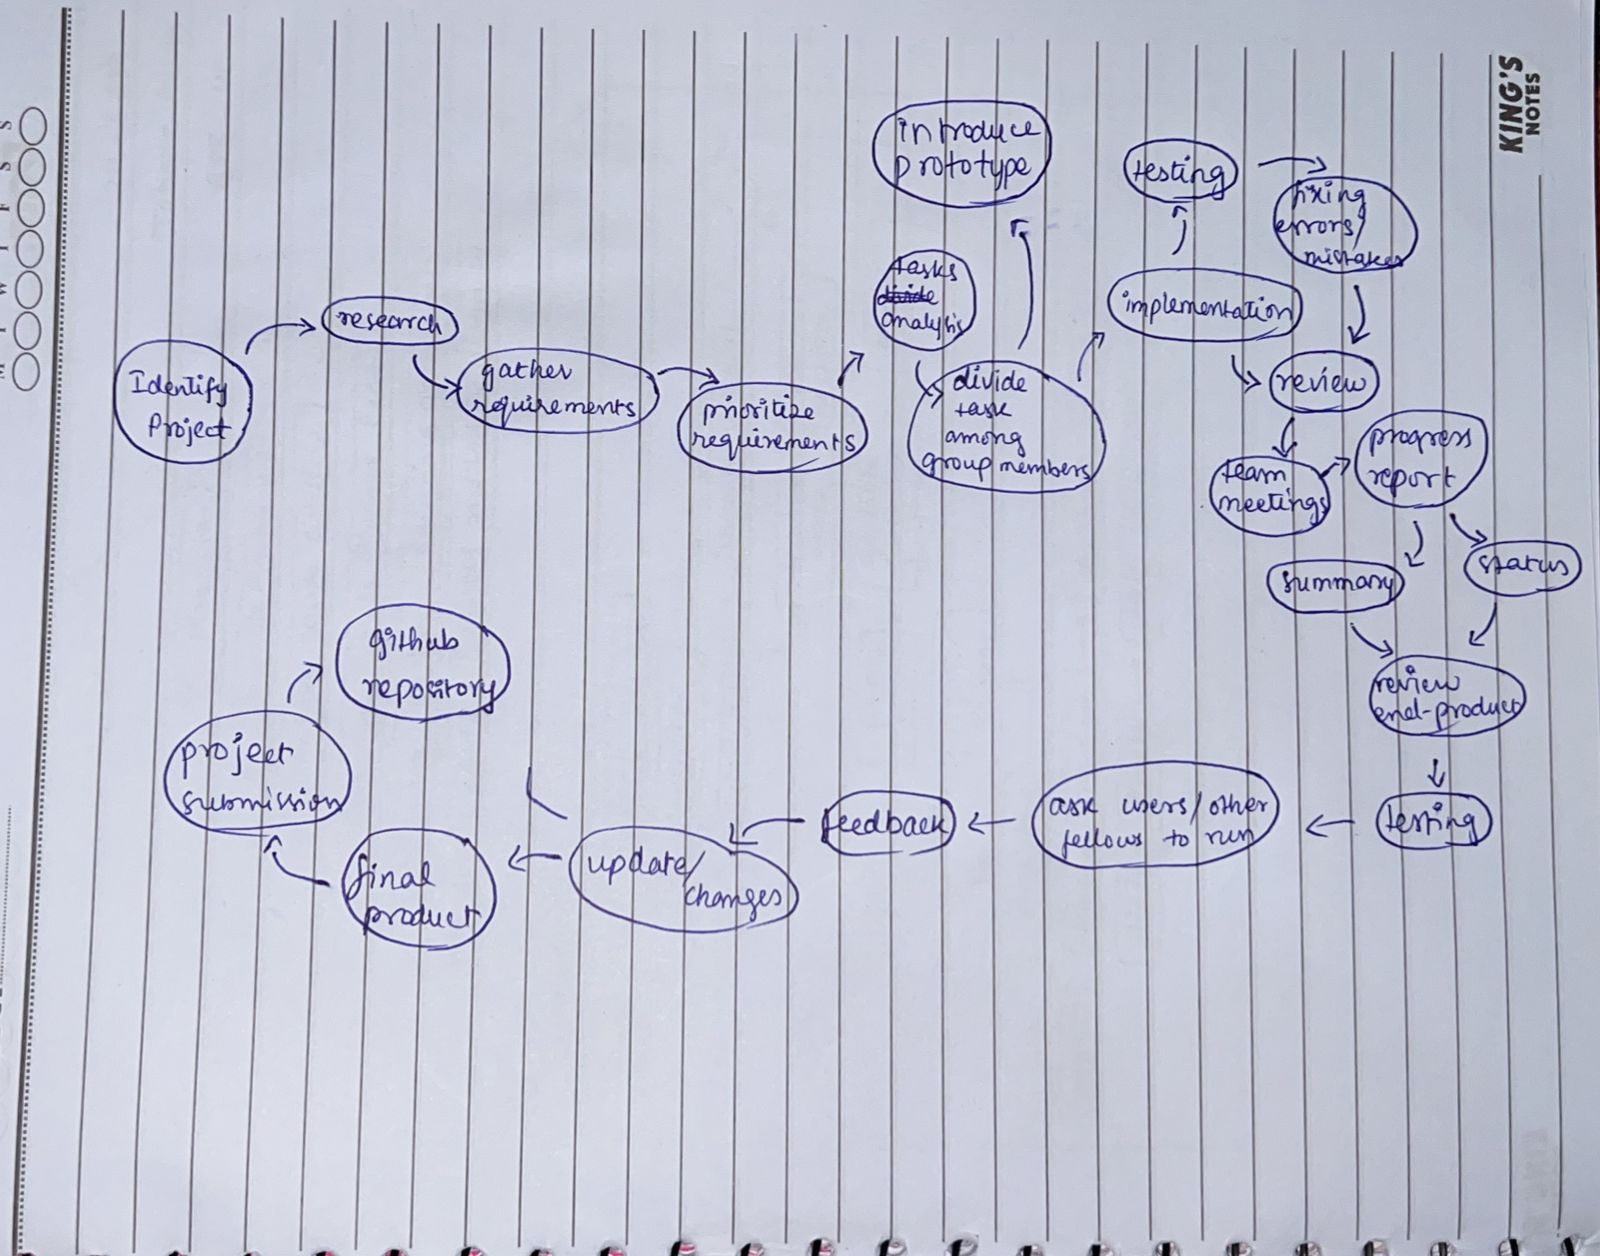 KING'S
NOTES
Identify
Project
research
gather
requirements
prioritize
requirements
tasks
divide
analysis
divide
task
among
group members
introduce
prototype
implementation
testing
fixing
errors/
mistakes
review
team
meetings
progress
report
summary
status
review
end-product
testing
ask users/other
fellows to run
feedback
update/
changes
final
product
project
submission
github
repository
S
S
F
T
W
T
M